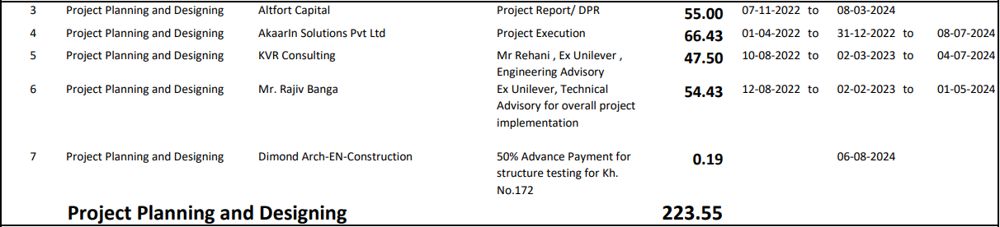 3 Project Planning and Designing Altfort Capital Project Report/ DPR 55.00 07-11-2022 to 08-03-2024
4 Project Planning and Designing AkaarIn Solutions Pvt Ltd Project Execution 66.43 01-04-2022 to 31-12-2022 to 08-07-2024
5 Project Planning and Designing KVR Consulting Mr Rehani , Ex Unilever , 47.50 10-08-2022 to 02-03-2023 to 04-07-2024
Engineering Advisory
6 Project Planning and Designing Mr. Rajiv Banga Ex Unilever, Technical 54.43 12-08-2022 to 02-02-2023 to 01-05-2024
Advisory for overall project
implementation
7 Project Planning and Designing Dimond Arch-EN-Construction 50% Advance Payment for 0.19 06-08-2024
structure testing for Kh.
No.172
Project Planning and Designing 223.55